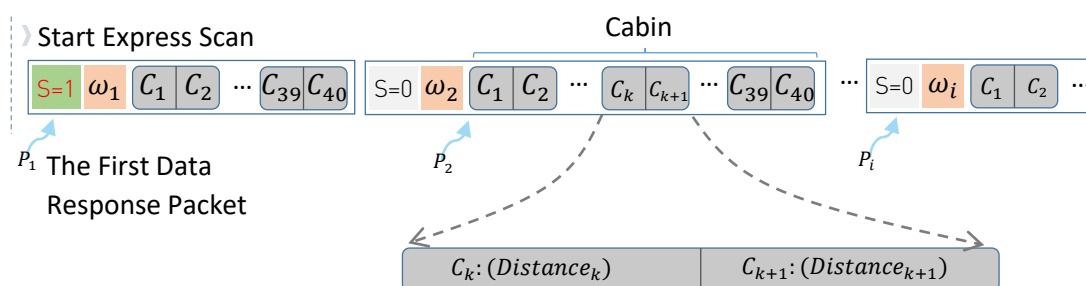 Start Express Scan
Cabin
S=1 ω₁ C₁ C₂ ··· C₃₉ C₄₀
S=0 ω₂ C₁ C₂ ··· Cₖ Cₖ₊₁ ··· C₃₉ C₄₀
··· S=0 ωᵢ C₁ C₂ ···
P₁ The First Data
Response Packet
P₂
Pᵢ
Cₖ: (Distanceₖ)
Cₖ₊₁: (Distanceₖ₊₁)